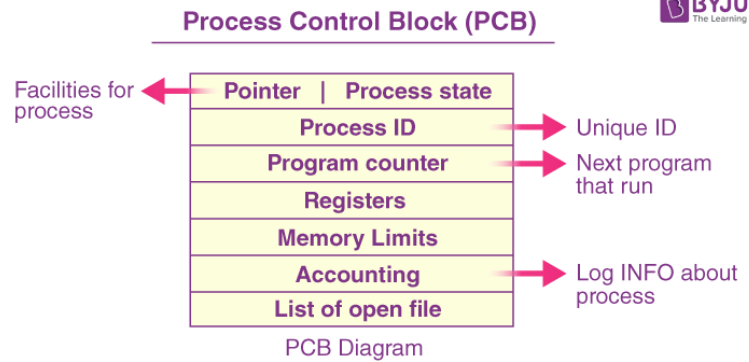 Process Control Block (PCB)
BYJU
The Learning
Facilities for
process
Pointer | Process state
Process ID
Unique ID
Program counter
Next program
that run
Registers
Memory Limits
Accounting
Log INFO about
process
List of open file
PCB Diagram